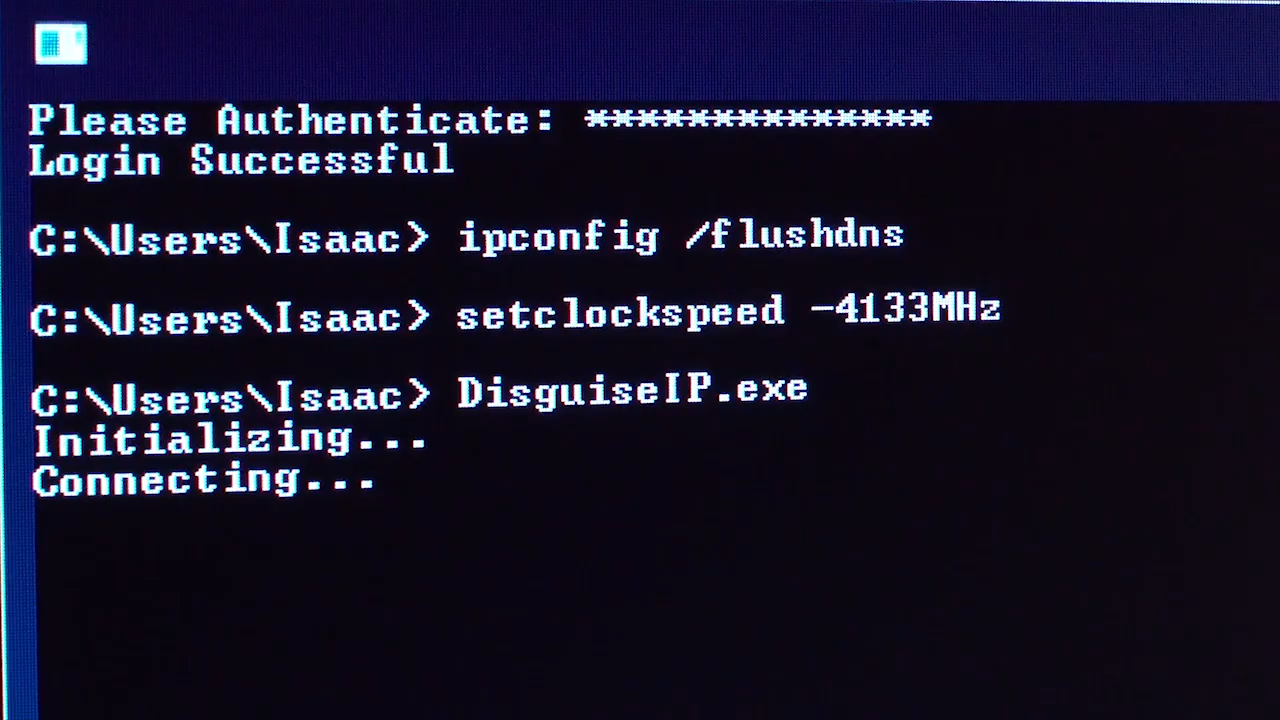 Please Authenticate: **************
Login Successful
C:\Users\Isaac> ipconfig /flushdns
C:\Users\Isaac> setclockspeed -4133MHz
C:\Users\Isaac> DisguiseIP.exe
Initializing...
Connecting...